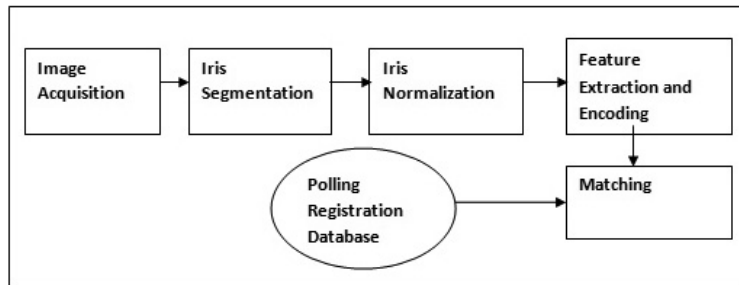 Image
Acquisition
Iris
Segmentation
Iris
Normalization
Feature
Extraction and
Encoding
Polling
Registration
Database
Matching